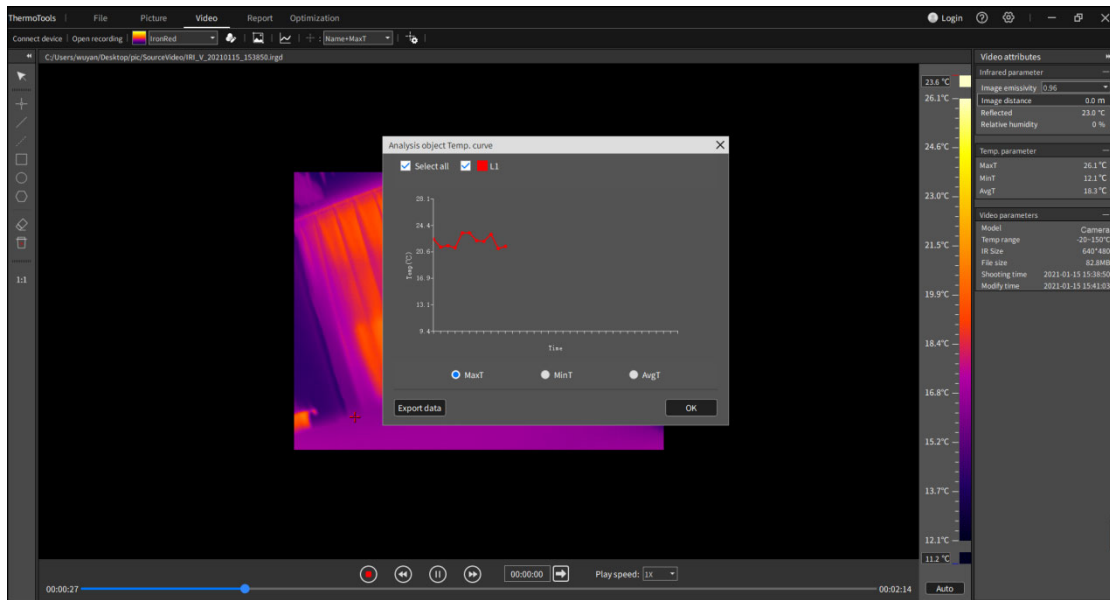 ThermoTools File Picture Video Report Optimization Login
Connect device Open recording IronRed : Name+MaxT
C:/Users/wuyan/Desktop/pic/SourceVideo/IRI_V_20210115_153850.irgd
1:1
Analysis object Temp. curve
Select all L1
28.1
24.4
20.6
16.9
13.1
9.4
Temp(℃)
Time
MaxT MinT AvgT
Export data OK
23.6 ℃
26.1℃
24.6℃
23.0℃
21.5℃
19.9℃
18.4℃
16.8℃
15.2℃
13.7℃
12.1℃
11.2 ℃
Auto
Video attributes
Infrared parameter
Image emissivity 0.96
Image distance 0.0 m
Reflected 23.0 ℃
Relative humidity 0 %
Temp. parameter
MaxT 26.1℃
MinT 12.1℃
AvgT 18.3℃
Video parameters
Model Camera
Temp range -20~150℃
IR Size 640*480
File size 82.8MB
Shooting time 2021-01-15 15:38:50
Modify time 2021-01-15 15:41:03
00:00:00 Play speed: 1X
00:00:27 00:02:14